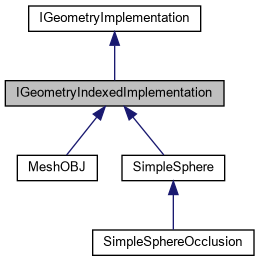 IGeometryImplementation
IGeometryIndexedImplementation
MeshOBJ
SimpleSphere
SimpleSphereOcclusion